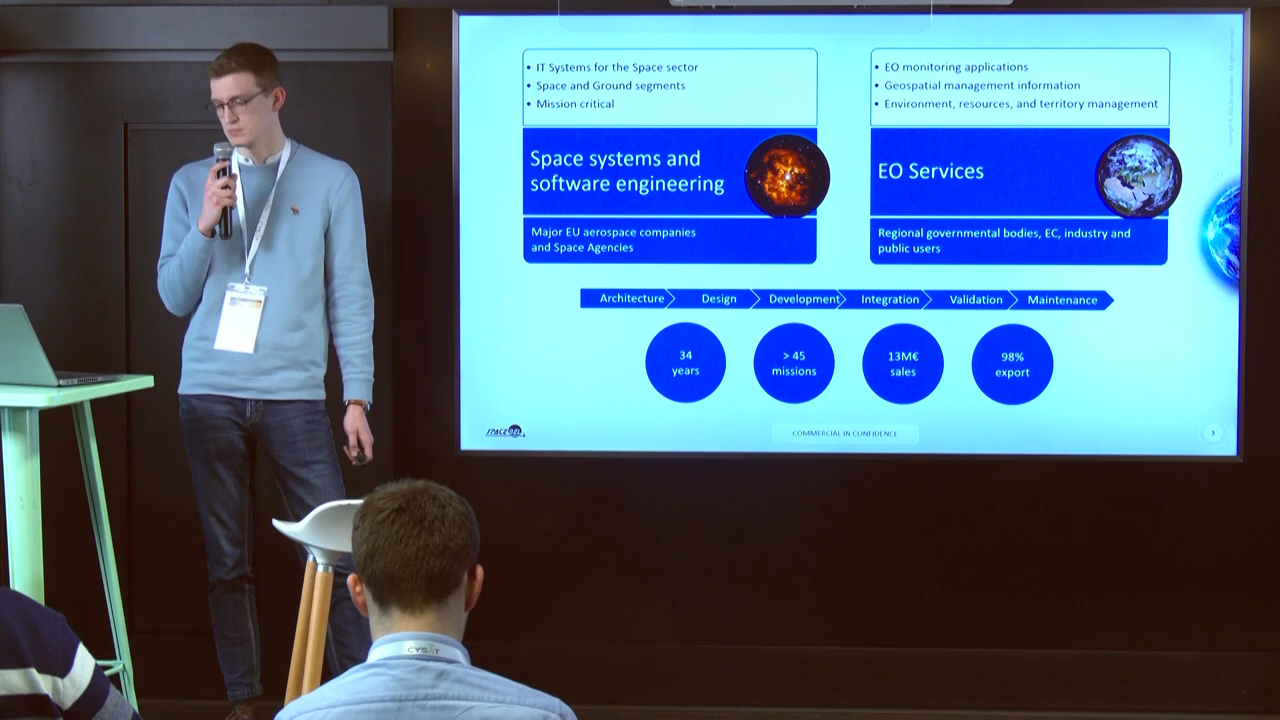 • IT Systems for the Space sector
• Space and Ground segments
• Mission critical
Space systems and
software engineering
Major EU aerospace companies
and Space Agencies
• EO monitoring applications
• Geospatial management information
• Environment, resources, and territory management
EO Services
Regional governmental bodies, EC, industry and
public users
Architecture
Design
Development
Integration
Validation
Maintenance
34
years
> 45
missions
13M€
sales
98%
export
SPACEBEL
COMMERCIAL IN CONFIDENCE
3
CYSAT